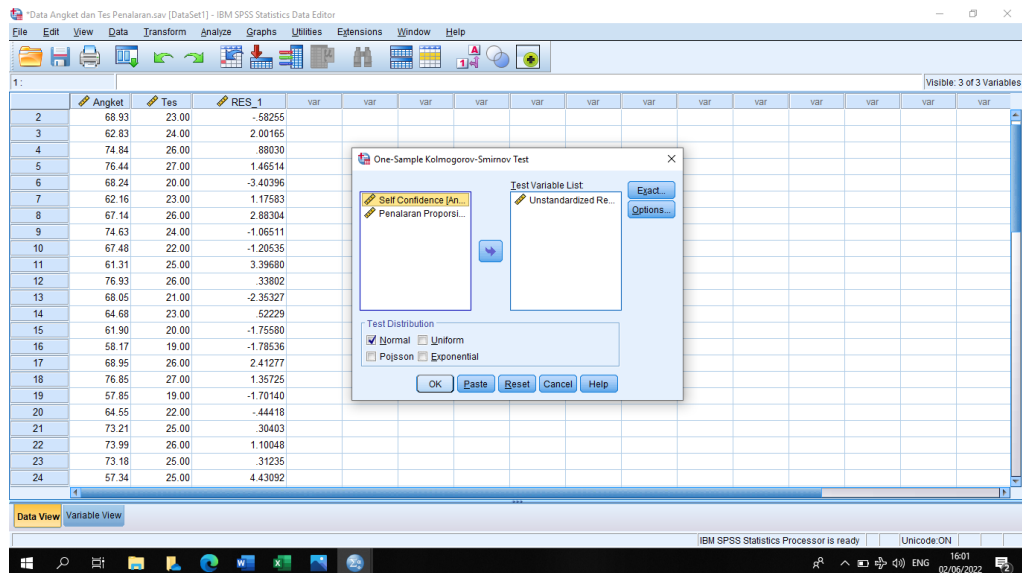 *Data Angket dan Tes Penalaran.sav [DataSet1] - IBM SPSS Statistics Data Editor
File Edit View Data Transform Analyze Graphs Utilities Extensions Window Help
1 :
Visible: 3 of 3 Variables
Angket Tes RES_1 var var var var var var var var var var var
2 68.93 23.00 -.58255
3 62.83 24.00 2.00165
4 74.84 26.00 .88030
5 76.44 27.00 1.46514
6 68.24 20.00 -3.40396
7 62.16 23.00 1.17583
8 67.14 26.00 2.88304
9 74.63 24.00 -1.06511
10 67.48 22.00 -1.20535
11 61.31 25.00 3.39680
12 76.93 26.00 .33802
13 68.05 21.00 -2.35327
14 64.68 23.00 .52229
15 61.90 20.00 -1.75580
16 58.17 19.00 -1.78536
17 68.95 26.00 2.41277
18 76.85 27.00 1.35725
19 57.85 19.00 -1.70140
20 64.55 22.00 -.44418
21 73.21 25.00 .30403
22 73.99 26.00 1.10048
23 73.18 25.00 .31235
24 57.34 25.00 4.43092
One-Sample Kolmogorov-Smirnov Test
Test Variable List:
Self Confidence [An...
Penalaran Proporsi...
Unstandardized Re...
Exact...
Options...
Test Distribution
Normal Uniform
Poisson Exponential
OK Paste Reset Cancel Help
Data View Variable View
IBM SPSS Statistics Processor is ready Unicode:ON
ENG 16:01
02/06/2022